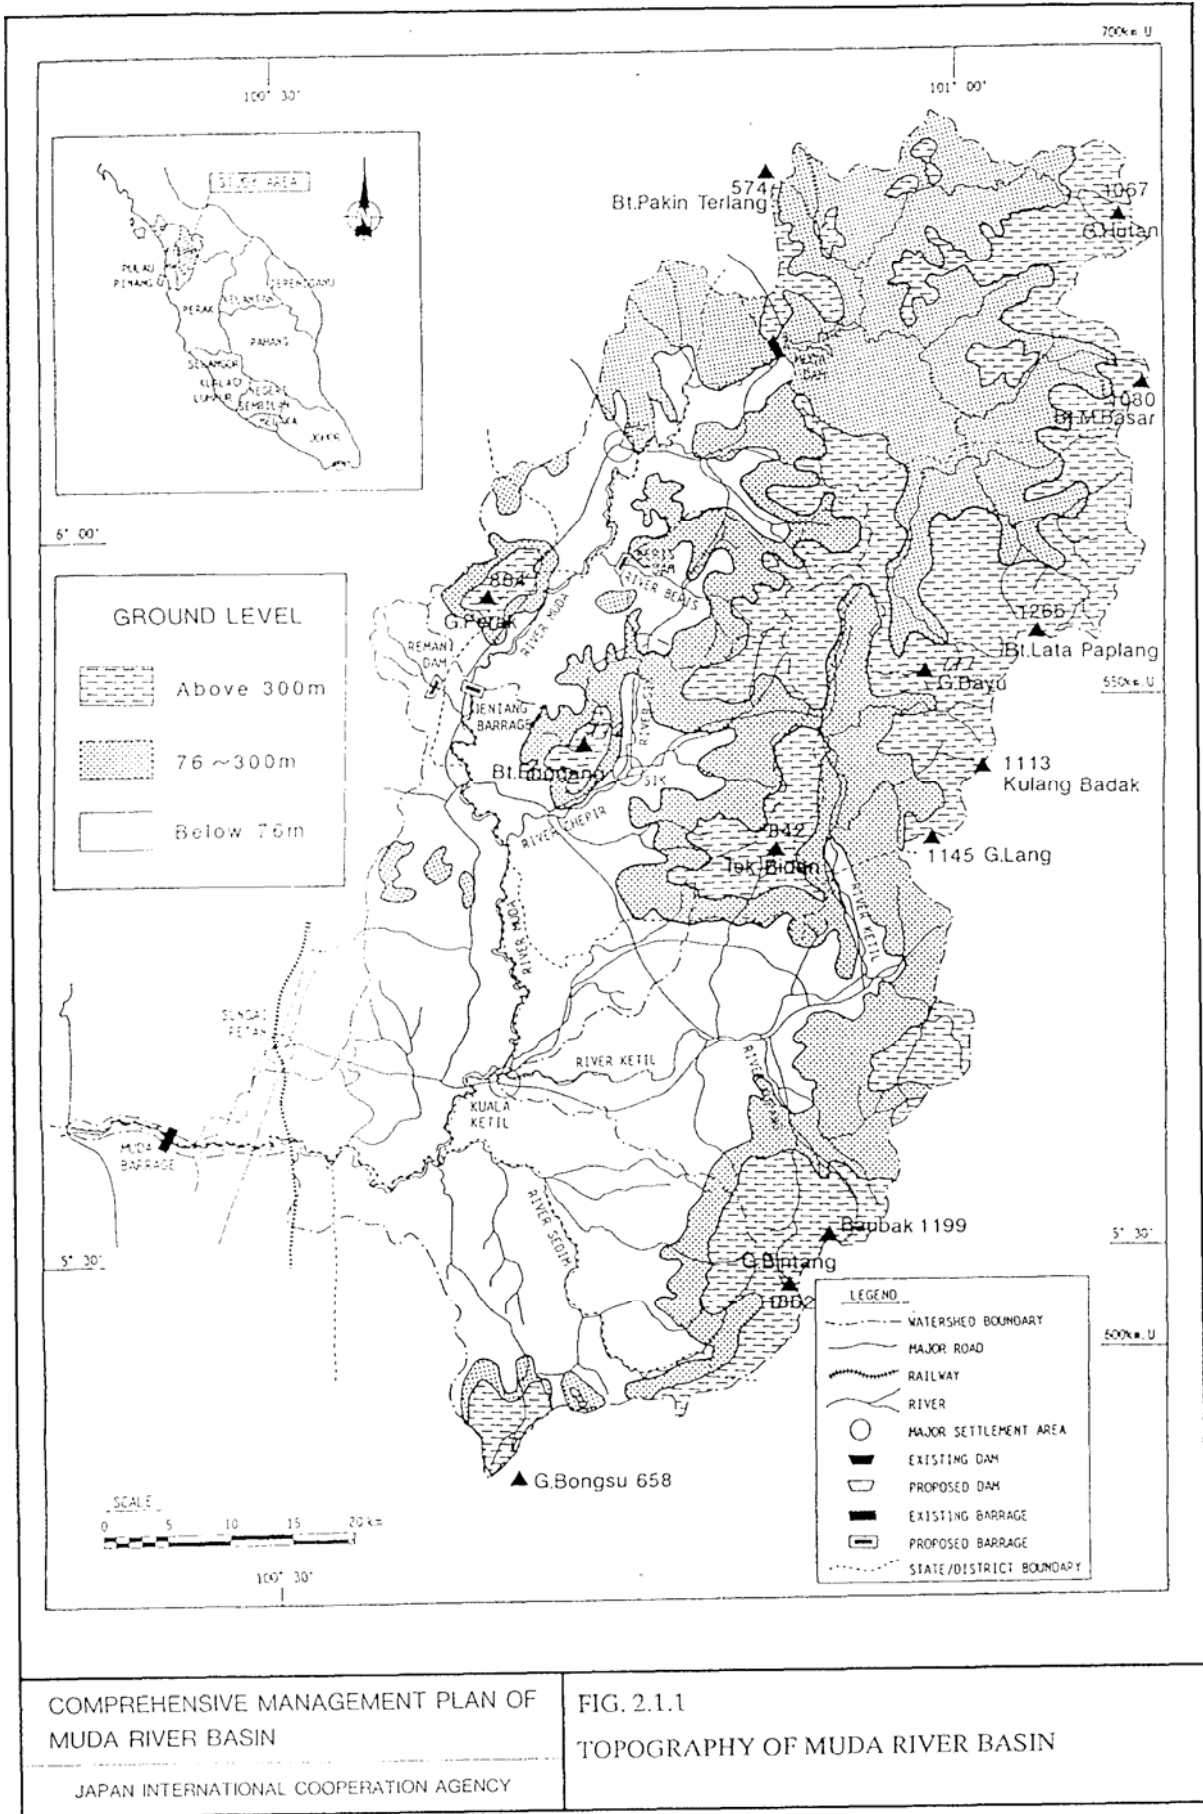 700km.U
100° 30'
101° 00'
STUDY AREA
PULAU
PINANG
PERAK
KELANTAN
TERENGGANU
PAHANG
SELANGOR
KUALA
LUMPUR
NEGERI
SEMBILAN
MELAKA
JOHOR
574
Bt.Pakin Terlang
1067
G.Hutan
1080
Bt.M.Basar
MUDA
DAM
6° 00'
GROUND LEVEL
Above 300m
76~300m
Below 76m
884
G.Perak
BERIS
DAM
RIVER BERIS
RIVER MUDA
REMAN
DAM
JENIANG
BARRAGE
1266
Bt.Lata Paplang
G.Bayu
650km.U
RIVER
SIK
1113
Kulang Badak
RIVER CHEPIR
842
Tok Bidan
1145 G.Lang
RIVER KETIL
RIVER MUDA
SUNGAI
PETANI
RIVER KETIL
RIVER
KUALA
KETIL
MUDA
BARRAGE
RIVER SEDIM
Baubak 1199
G.Bintang
5° 30'
5° 30'
600km.U
G.Bongsu 658
LEGEND
WATERSHED BOUNDARY
MAJOR ROAD
RAILWAY
RIVER
MAJOR SETTLEMENT AREA
EXISTING DAM
PROPOSED DAM
EXISTING BARRAGE
PROPOSED BARRAGE
STATE/DISTRICT BOUNDARY
SCALE
0 5 10 15 20 km
100° 30'
COMPREHENSIVE MANAGEMENT PLAN OF
MUDA RIVER BASIN
JAPAN INTERNATIONAL COOPERATION AGENCY
FIG. 2.1.1
TOPOGRAPHY OF MUDA RIVER BASIN